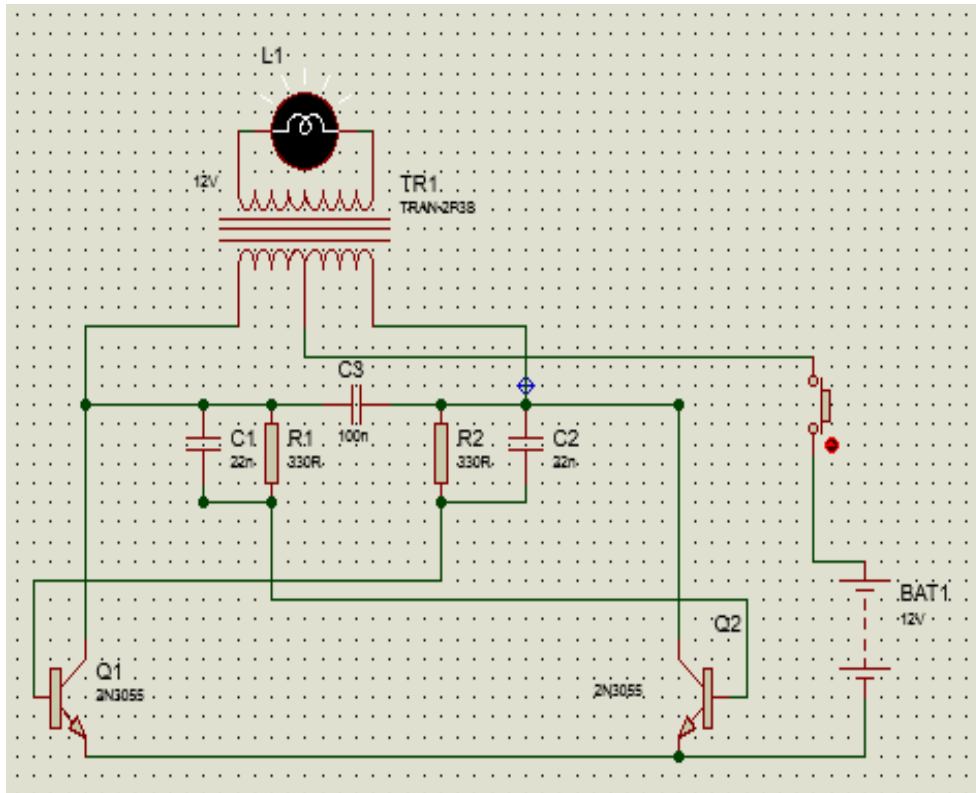 L1
12V
TR1
TRAN-2P3S
C3
100n
C1
22n
R1
330R
R2
330R
C2
22n
BAT1
12V
Q2
2N3055
Q1
2N3055